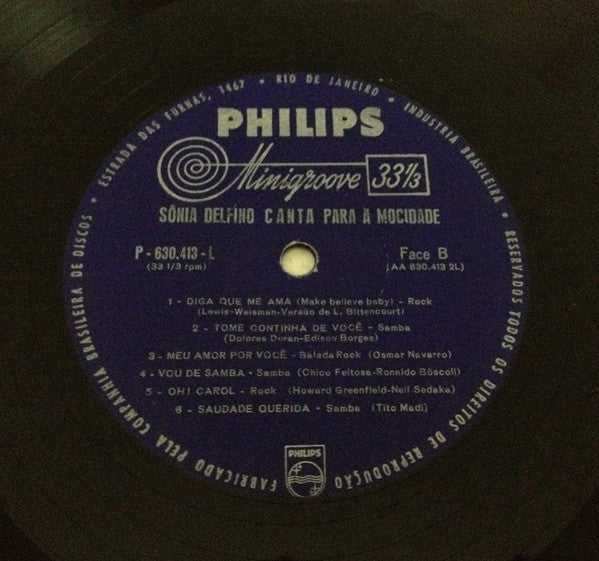 ESTRADA DAS FURNAS, 1467 • RIO DE JANEIRO • INDUSTRIA BRASILEIRA • RESERVADOS TODOS OS DIREITOS DE REPRODUÇÃO
FABRICADO PELA COMPANHIA BRASILEIRA DE DISCOS •
PHILIPS
Minigroove 33⅓
SÔNIA DELFINO CANTA PARA A MOCIDADE
P - 630.413 - L
(33 1/3 rpm)
Face B
(AA 630.413 2L)
1 - DIGA QUE ME AMA (Make believe baby) - Rock
(Lewis-Weisman-Versão de L. Bittencourt)
2 - TOME CONTINHA DE VOCÊ - Samba
(Dolores Duran-Edison Borges)
3 - MEU AMOR POR VOCÊ - Balada Rock (Osmar Navarro)
4 - VOU DE SAMBA - Samba (Chico Feitosa-Ronaldo Bôscoli)
5 - OH! CAROL - Rock (Howard Greenfield-Neil Sedaka)
6 - SAUDADE QUERIDA - Samba (Tito Madi)
PHILIPS